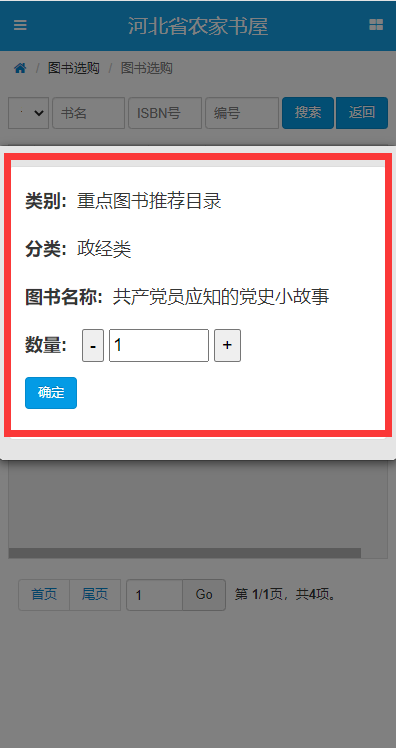 河北省农家书屋
/ 图书选购 / 图书选购
书名 ISBN号 编号 搜索 返回
类别: 重点图书推荐目录
分类: 政经类
图书名称: 共产党员应知的党史小故事
数量: - 1 +
确定
首页 尾页 1 Go 第 1/1页，共4项。